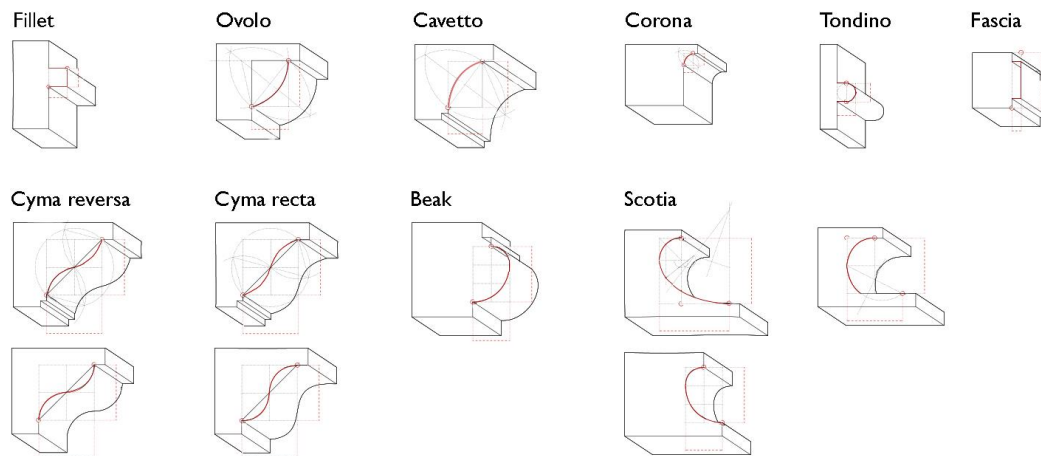 Fillet
Ovolo
Cavetto
Corona
Tondino
Fascia
Cyma reversa
Cyma recta
Beak
Scotia